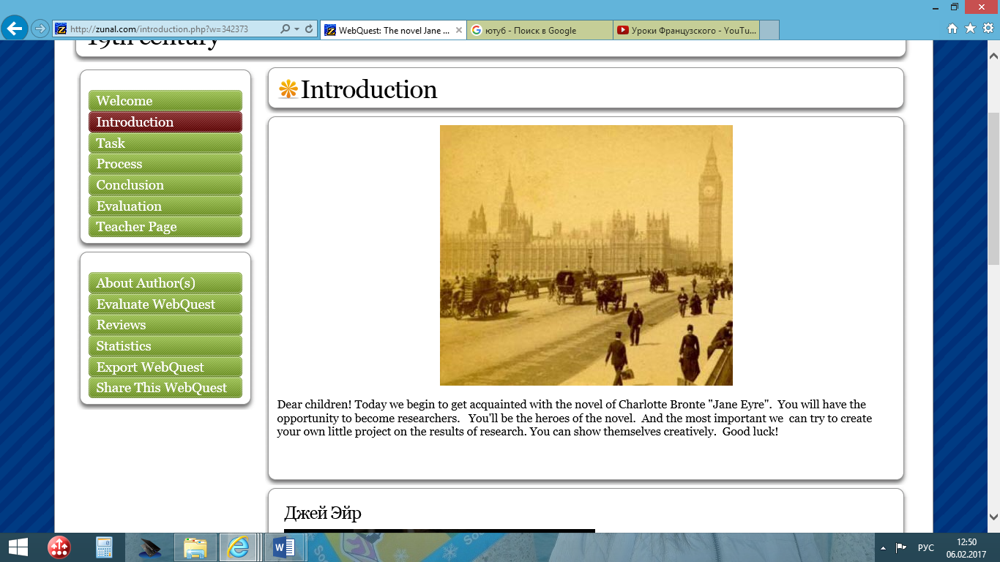 http://zunal.com/introduction.php?w=342373
WebQuest: The novel Jane ...
ютуб - Поиск в Google
Уроки Французского - YouTu...
19th century
Welcome
Introduction
Task
Process
Conclusion
Evaluation
Teacher Page
About Author(s)
Evaluate WebQuest
Reviews
Statistics
Export WebQuest
Share This WebQuest
Introduction
Dear children! Today we begin to get acquainted with the novel of Charlotte Bronte "Jane Eyre".  You will have the
opportunity to become researchers.   You'll be the heroes of the novel.  And the most important we  can try to create
your own little project on the results of research. You can show themselves creatively.  Good luck!
Джей Эйр
РУС
12:50
06.02.2017